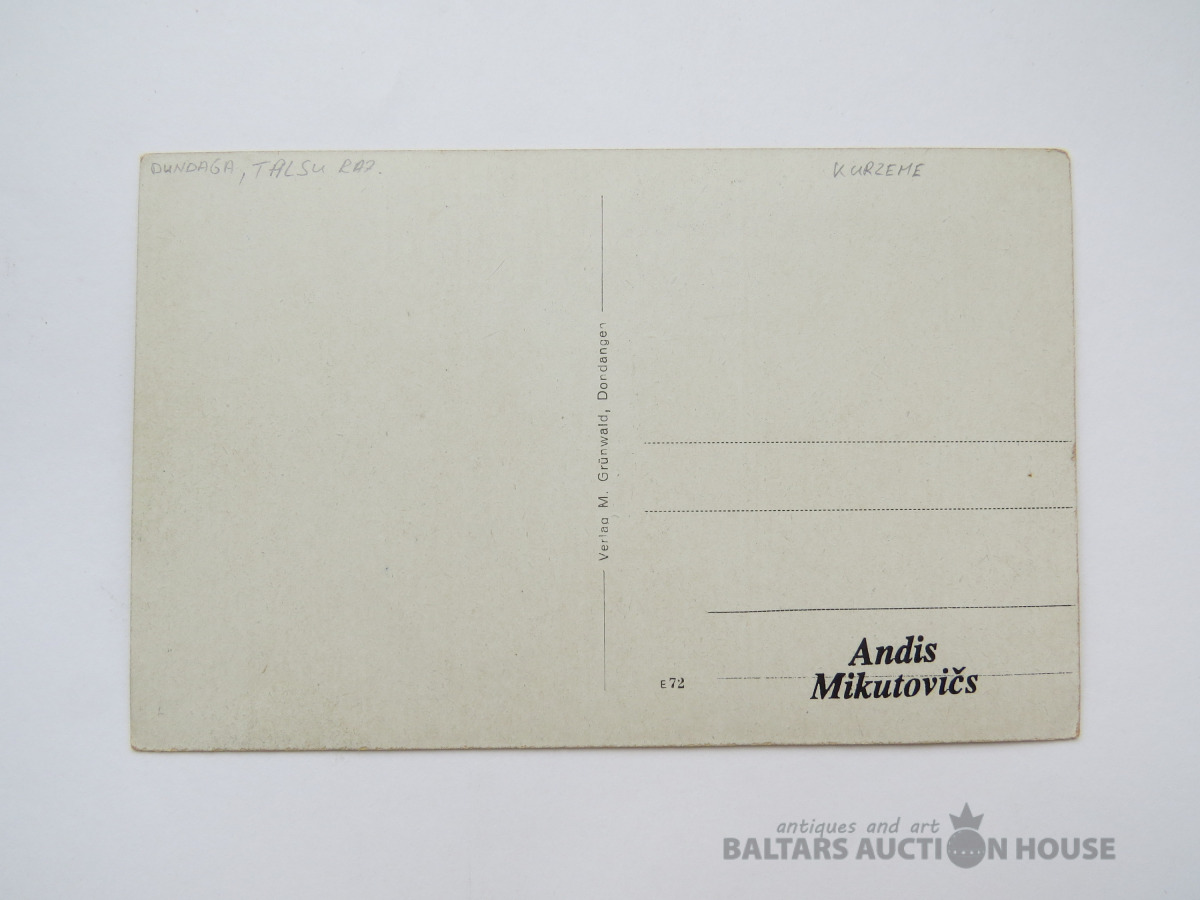 DUNDAGA, TALSU RAJ.
KURZEME
Verlag M. Grünwald, Dondangen
E 72
Andis
Mikutovičs
antiques and art
BALTARS AUCTION HOUSE